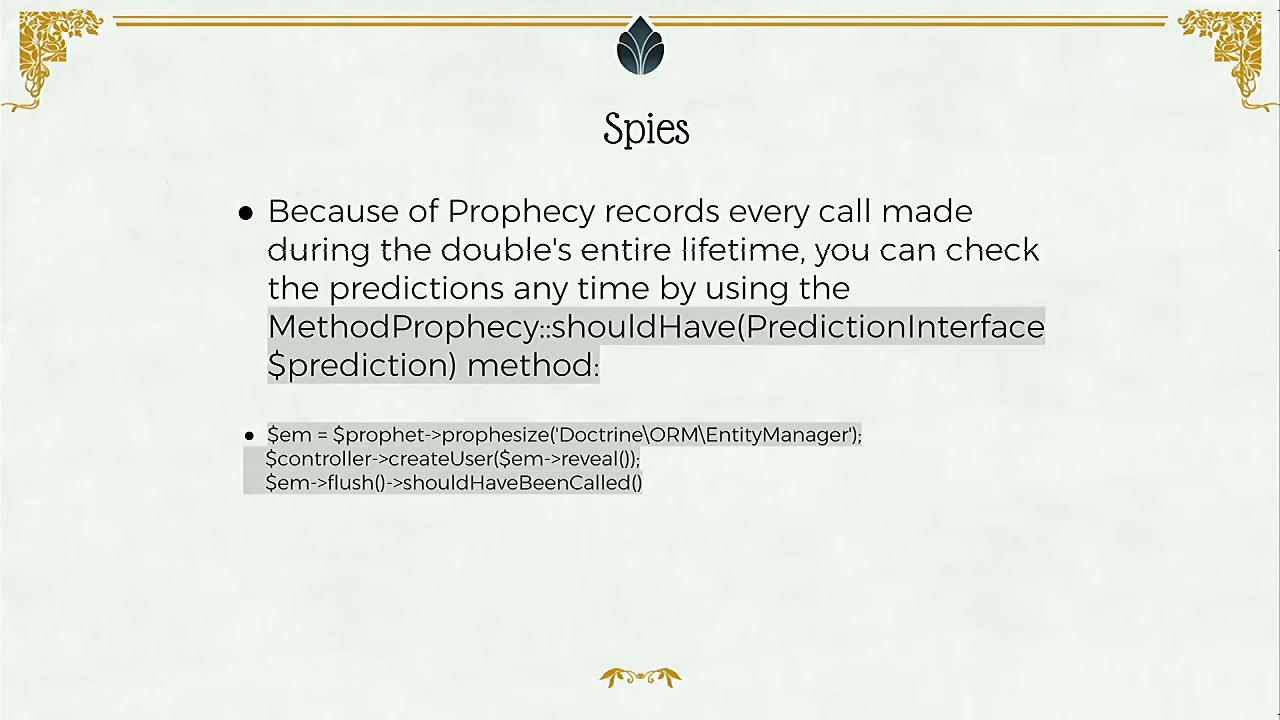 Spies
● Because of Prophecy records every call made
during the double's entire lifetime, you can check
the predictions any time by using the
MethodProphecy::shouldHave(PredictionInterface
$prediction) method:
● $em = $prophet->prophesize('Doctrine\ORM\EntityManager');
$controller->createUser($em->reveal());
$em->flush()->shouldHaveBeenCalled()